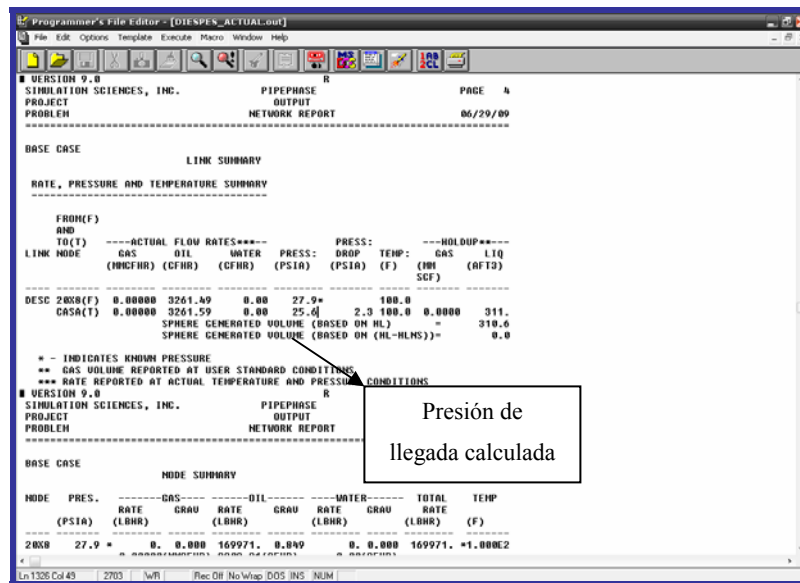 Programmer's File Editor - [DIESPES_ACTUAL.out]
File Edit Options Template Execute Macro Window Help
VERSION 9.0 R
SIMULATION SCIENCES, INC. PIPEPHASE PAGE 4
PROJECT OUTPUT
PROBLEM NETWORK REPORT 06/29/09
BASE CASE
LINK SUMMARY
RATE, PRESSURE AND TEMPERATURE SUMMARY
FROM(F)
AND
TO(T) ----ACTUAL FLOW RATES***-- PRESS: ---HOLDUP**----
LINK NODE GAS OIL WATER PRESS: DROP TEMP: GAS LIQ
(MMCFHR) (CFHR) (CFHR) (PSIA) (PSIA) (F) (MM (AFT3)
SCF)
DESC 20X8(F) 0.00000 3261.49 0.00 27.9* 100.0
CASA(T) 0.00000 3261.59 0.00 25.6 2.3 100.0 0.0000 311.
SPHERE GENERATED VOLUME (BASED ON HL) = 310.6
SPHERE GENERATED VOLUME (BASED ON (HL-HLNS))= 0.0
* - INDICATES KNOWN PRESSURE
** GAS VOLUME REPORTED AT USER STANDARD CONDITIONS
*** RATE REPORTED AT ACTUAL TEMPERATURE AND PRESSURE CONDITIONS
VERSION 9.0 R
SIMULATION SCIENCES, INC. PIPEPHASE
PROJECT OUTPUT
PROBLEM NETWORK REPORT
Presión de
llegada calculada
BASE CASE
NODE SUMMARY
NODE PRES. -------GAS---- ------OIL------ ----WATER------ TOTAL TEMP
RATE GRAV RATE GRAV RATE GRAV RATE
(PSIA) (LBHR) (LBHR) (LBHR) (LBHR) (F)
20X8 27.9 * 0. 0.000 169971. 0.849 0. 0.000 169971. *1.000E2
Ln 1326 Col 49 2703 WR Rec Off No Wrap DOS INS NUM